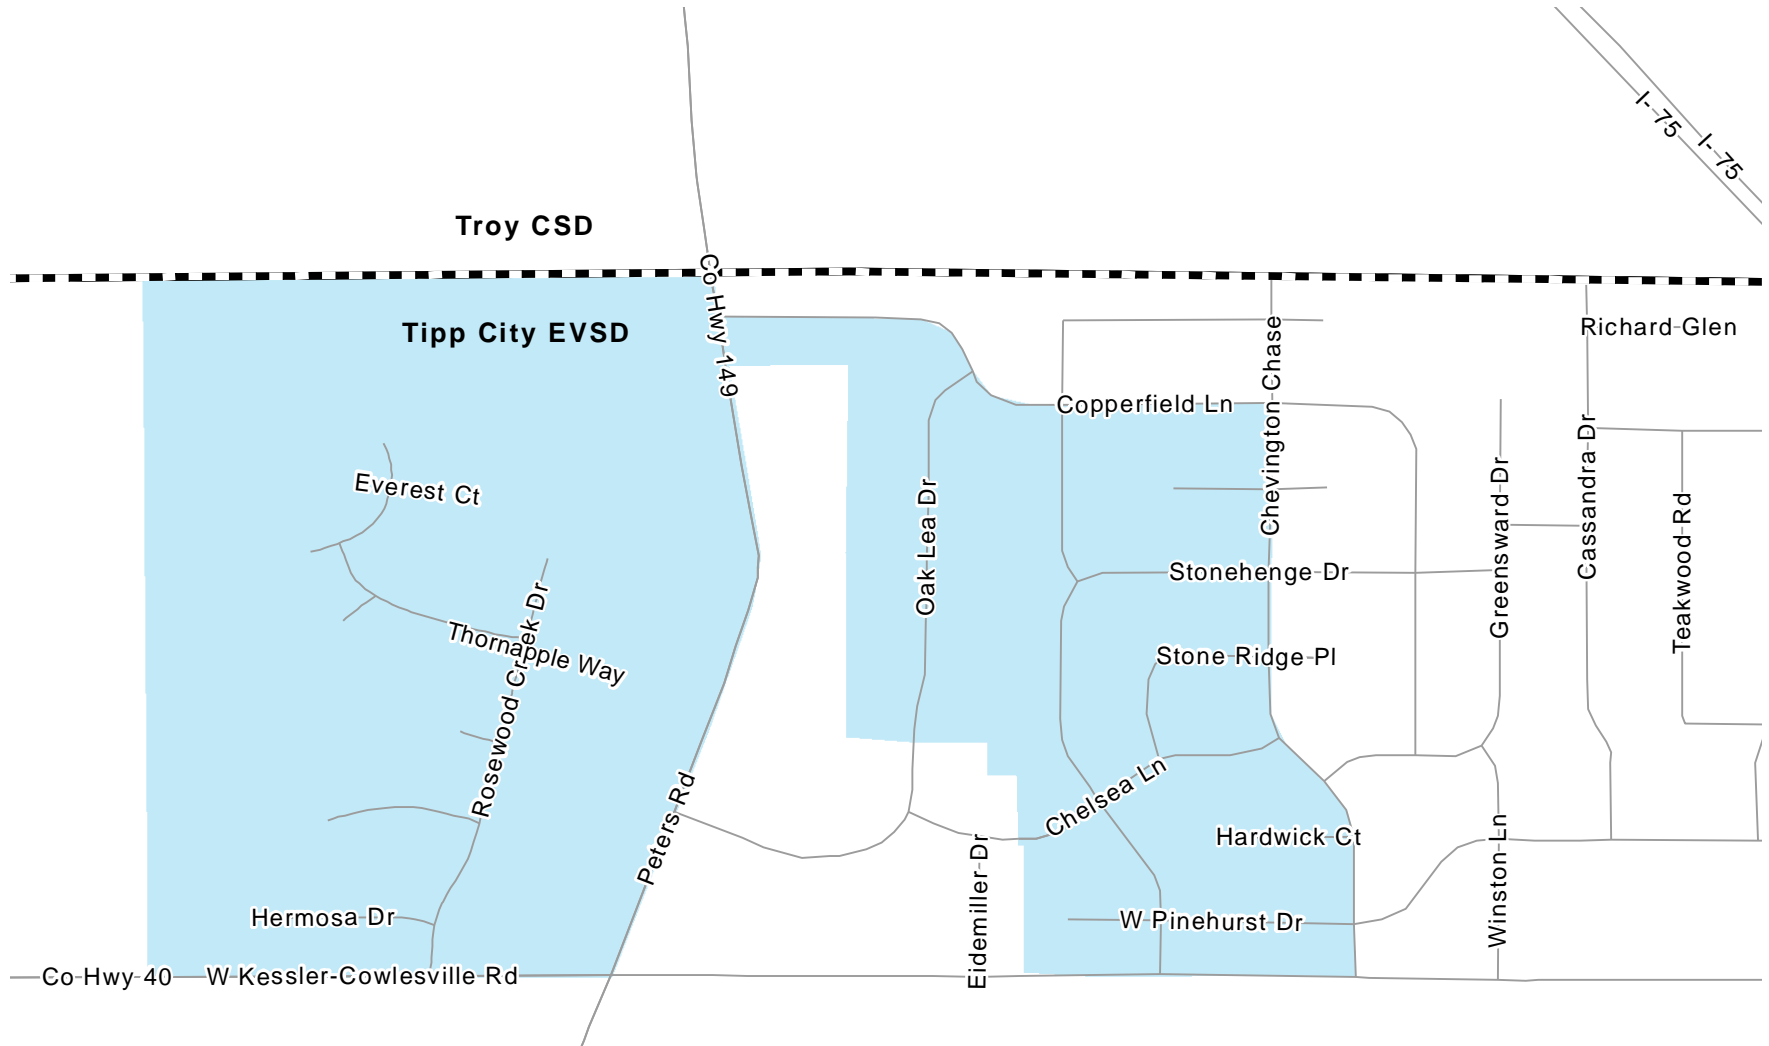 I- 75
I- 75
Troy CSD
Co Hwy 149
Tipp City EVSD
Richard Glen
Chevington Chase
Copperfield Ln
Everest Ct
Oak Lea Dr
Greensward Dr
Cassandra Dr
Teakwood Rd
Stonehenge Dr
Rosewood Creek Dr
Thornapple Way
Stone Ridge Pl
Peters Rd
Chelsea Ln
Hardwick Ct
Eidemiller Dr
Winston Ln
Hermosa Dr
W Pinehurst Dr
Co Hwy 40
W Kessler-Cowlesville Rd